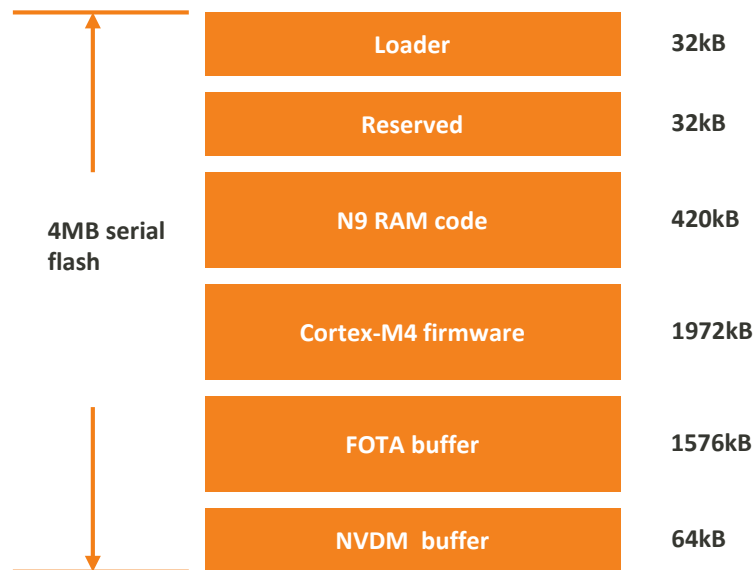 Loader 32kB
Reserved 32kB
N9 RAM code 420kB
4MB serial
flash
Cortex-M4 firmware 1972kB
FOTA buffer 1576kB
NVDM buffer 64kB